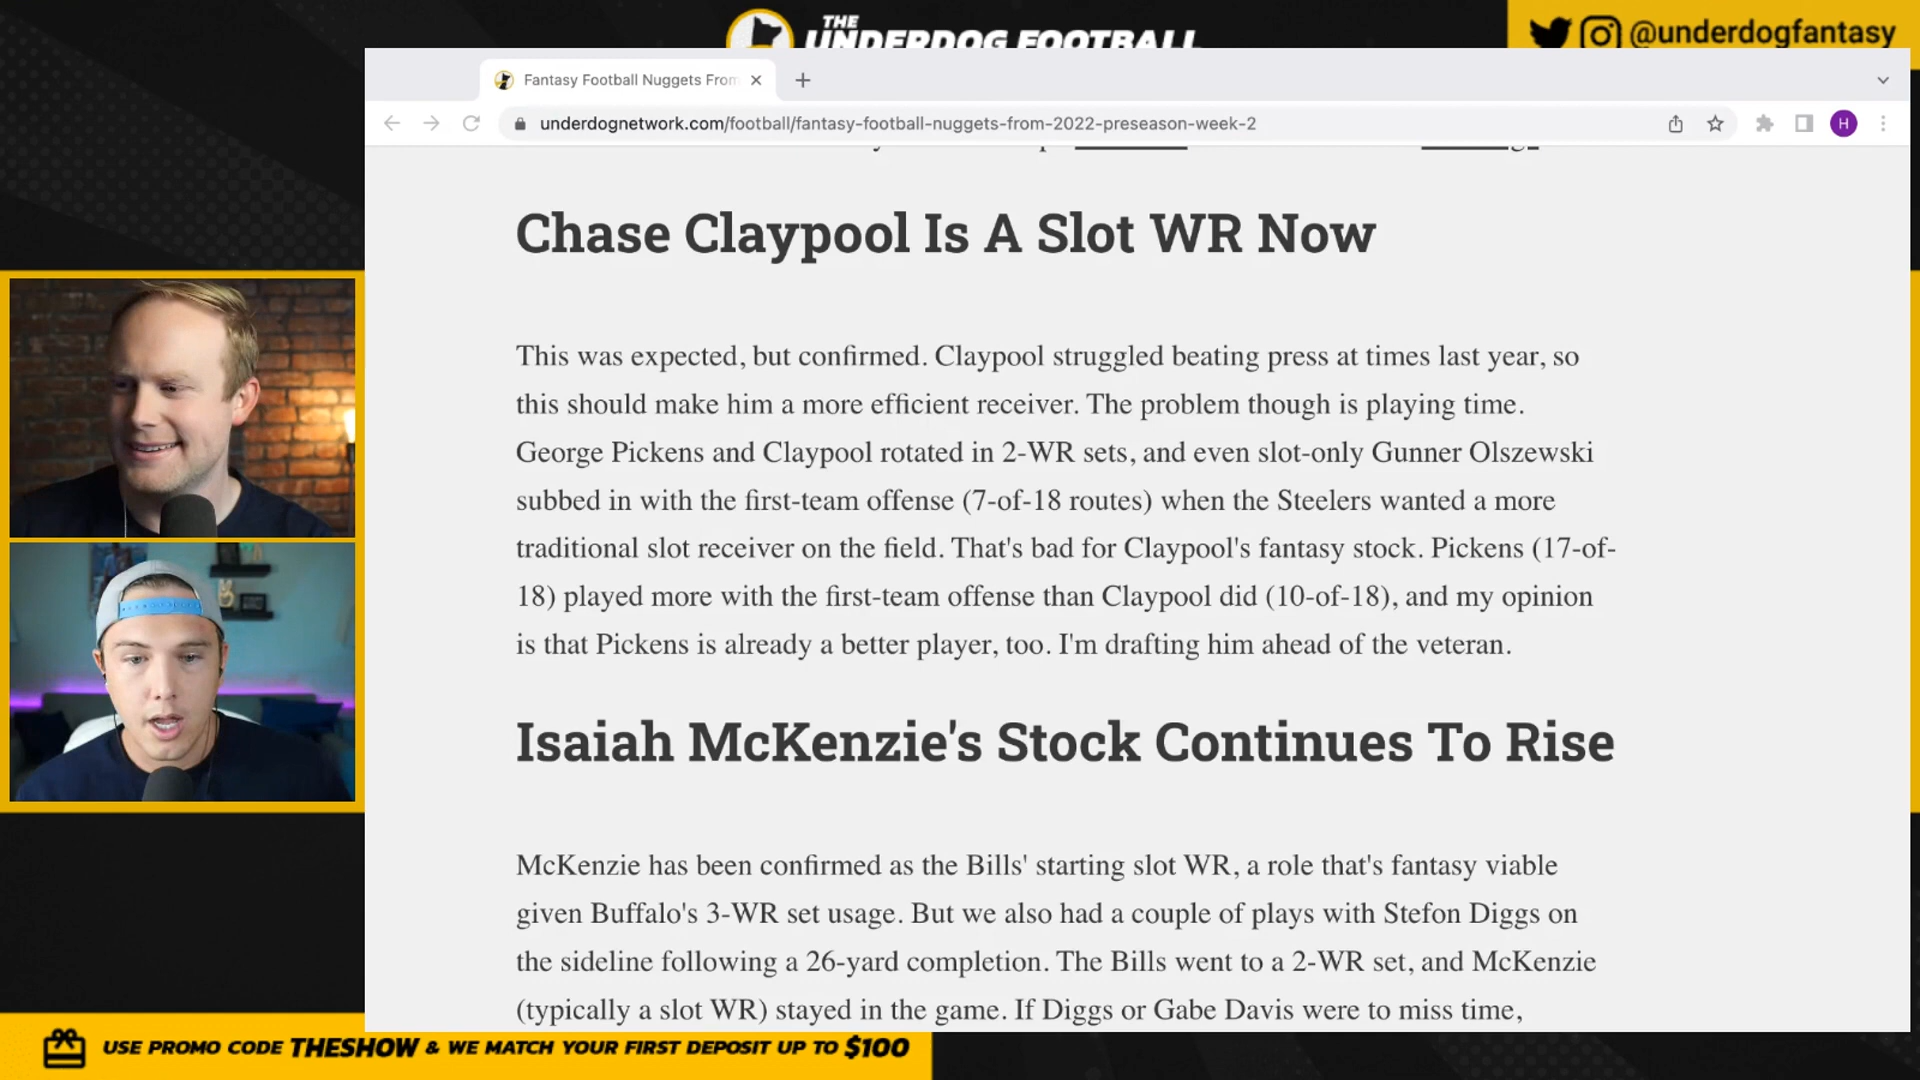 THE
UNDERDOG FOOTBALL
@underdogfantasy
Fantasy Football Nuggets From
underdognetwork.com/football/fantasy-football-nuggets-from-2022-preseason-week-2
H
Chase Claypool Is A Slot WR Now
This was expected, but confirmed. Claypool struggled beating press at times last year, so
this should make him a more efficient receiver. The problem though is playing time.
George Pickens and Claypool rotated in 2-WR sets, and even slot-only Gunner Olszewski
subbed in with the first-team offense (7-of-18 routes) when the Steelers wanted a more
traditional slot receiver on the field. That's bad for Claypool's fantasy stock. Pickens (17-of-
18) played more with the first-team offense than Claypool did (10-of-18), and my opinion
is that Pickens is already a better player, too. I'm drafting him ahead of the veteran.
Isaiah McKenzie's Stock Continues To Rise
McKenzie has been confirmed as the Bills' starting slot WR, a role that's fantasy viable
given Buffalo's 3-WR set usage. But we also had a couple of plays with Stefon Diggs on
the sideline following a 26-yard completion. The Bills went to a 2-WR set, and McKenzie
(typically a slot WR) stayed in the game. If Diggs or Gabe Davis were to miss time,
USE PROMO CODE THESHOW & WE MATCH YOUR FIRST DEPOSIT UP TO $100